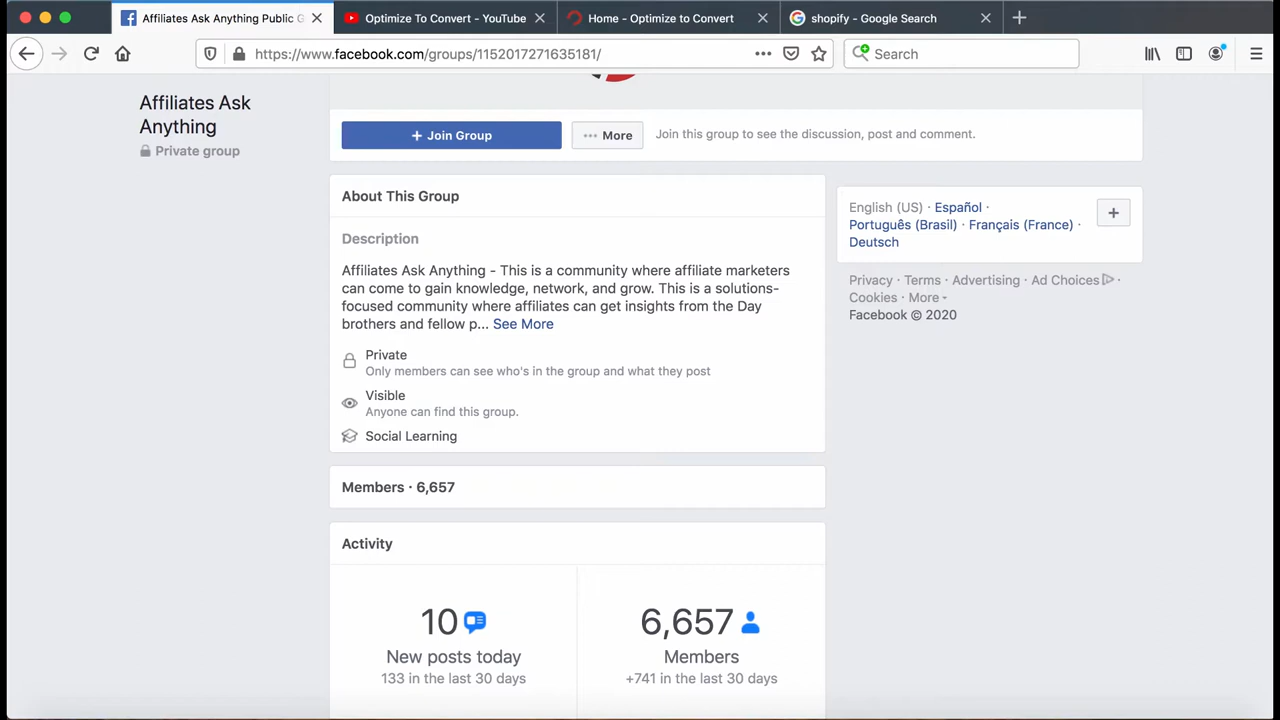 Affiliates Ask Anything Public G
Optimize To Convert - YouTube
Home - Optimize to Convert
shopify - Google Search
https://www.facebook.com/groups/1152017271635181/
Search
Affiliates Ask
Anything
Private group
+ Join Group
··· More
Join this group to see the discussion, post and comment.
About This Group
Description
Affiliates Ask Anything - This is a community where affiliate marketers
can come to gain knowledge, network, and grow. This is a solutions-
focused community where affiliates can get insights from the Day
brothers and fellow p... See More
Private
Only members can see who's in the group and what they post
Visible
Anyone can find this group.
Social Learning
Members · 6,657
Activity
10
New posts today
133 in the last 30 days
6,657
Members
+741 in the last 30 days
English (US) · Español ·
Português (Brasil) · Français (France) ·
Deutsch
Privacy · Terms · Advertising · Ad Choices ·
Cookies · More
Facebook © 2020